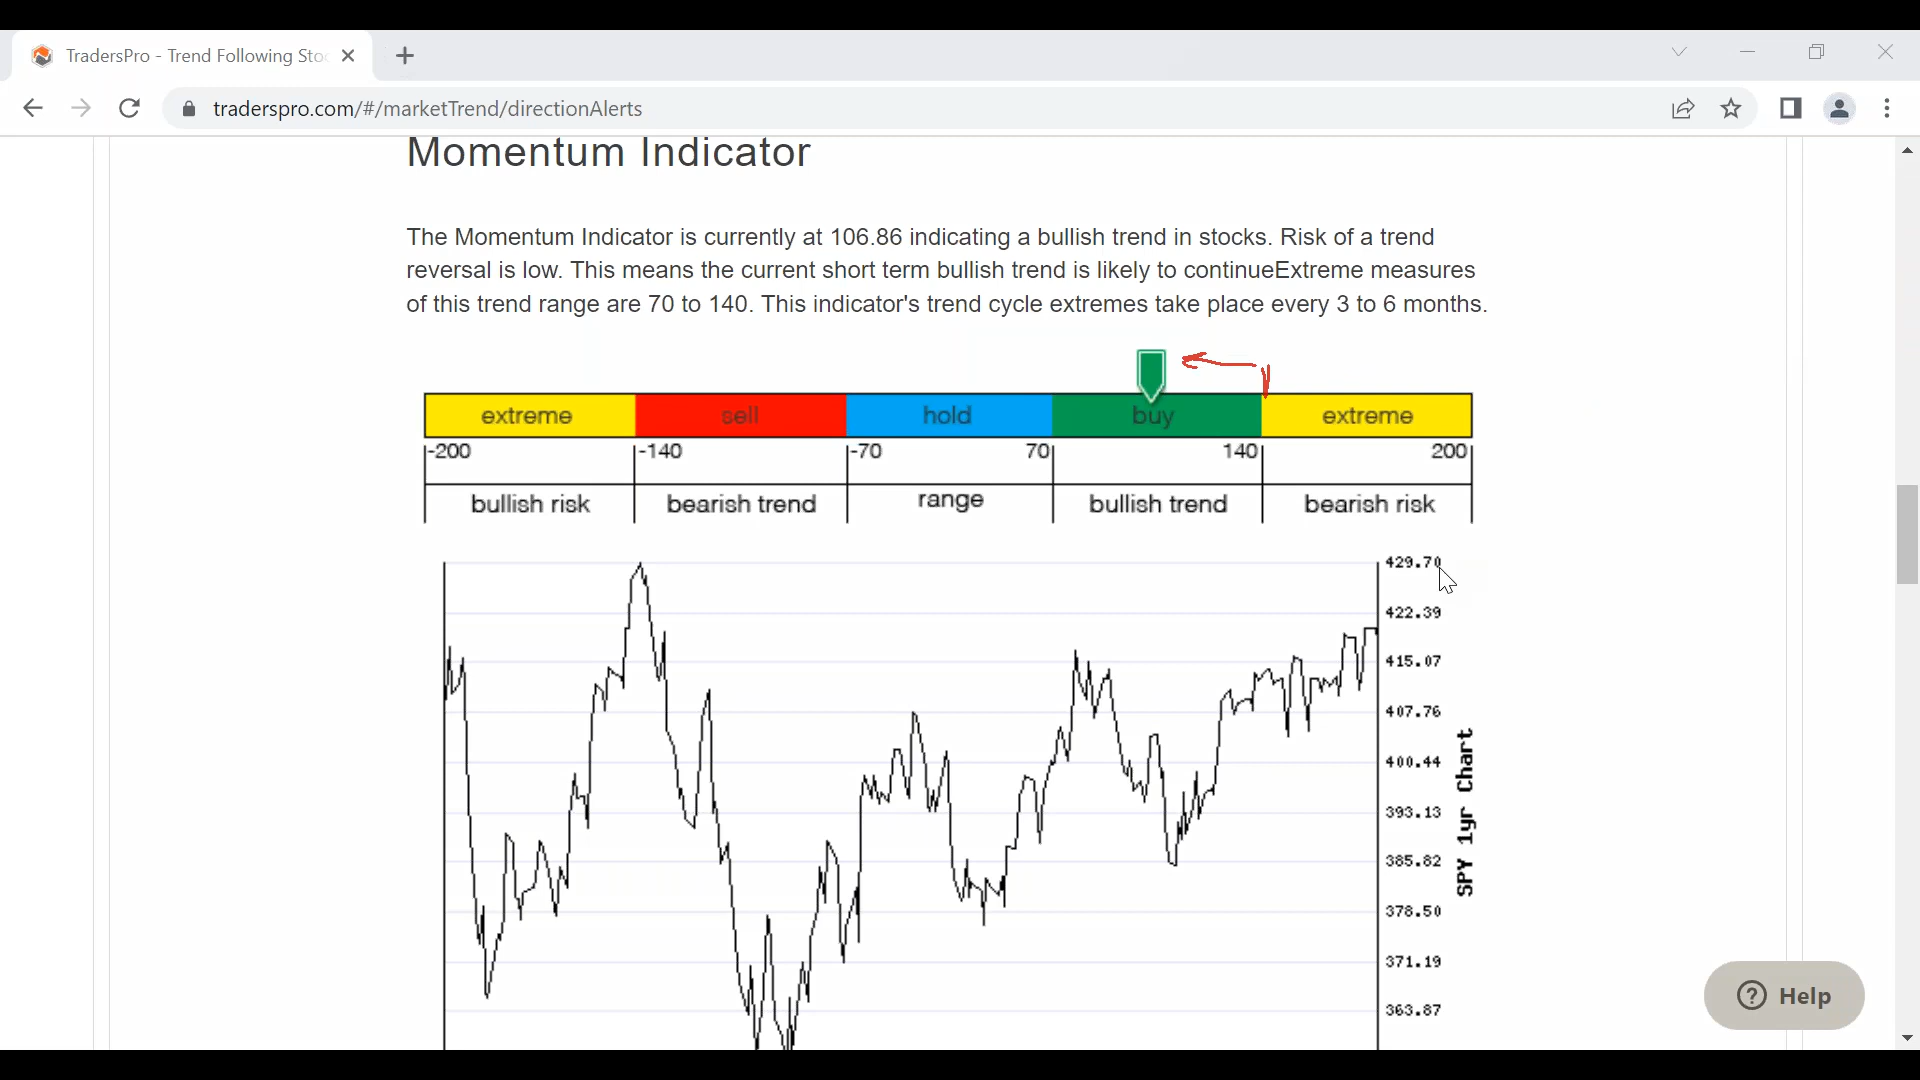 TradersPro - Trend Following Sto
traderspro.com/#/marketTrend/directionAlerts
Momentum Indicator
The Momentum Indicator is currently at 106.86 indicating a bullish trend in stocks. Risk of a trend
reversal is low. This means the current short term bullish trend is likely to continueExtreme measures
of this trend range are 70 to 140. This indicator's trend cycle extremes take place every 3 to 6 months.
extreme sell hold buy extreme
-200 -140 -70 70 140 200
bullish risk bearish trend range bullish trend bearish risk
429.70
422.39
415.07
407.76
400.44
393.13
385.82
378.50
371.19
363.87
SPY 1yr Chart
? Help